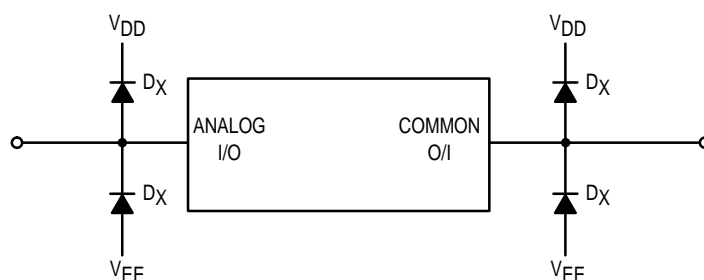 VDD
VDD
DX
DX
ANALOG
I/O
COMMON
O/I
DX
DX
VEE
VEE